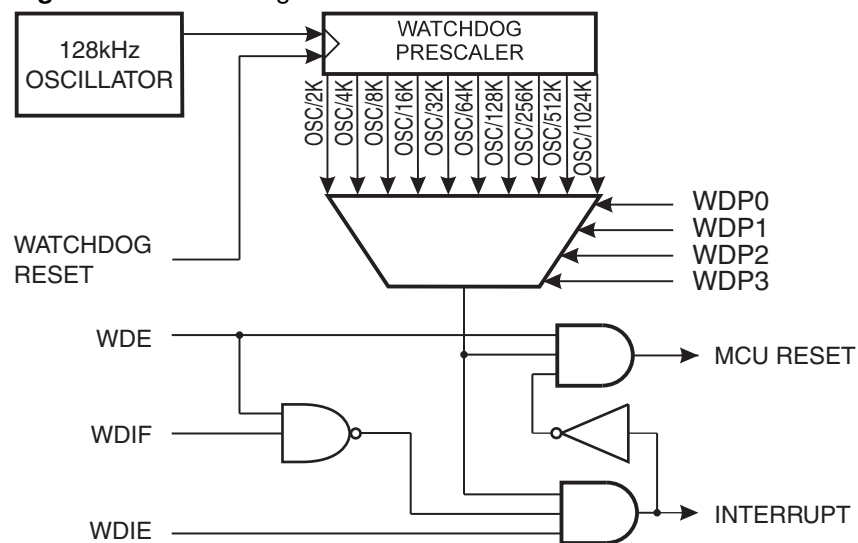 128kHz
OSCILLATOR
WATCHDOG
PRESCALER
OSC/2K
OSC/4K
OSC/8K
OSC/16K
OSC/32K
OSC/64K
OSC/128K
OSC/256K
OSC/512K
OSC/1024K
WDP0
WDP1
WDP2
WDP3
WATCHDOG
RESET
WDE
MCU RESET
WDIF
INTERRUPT
WDIE